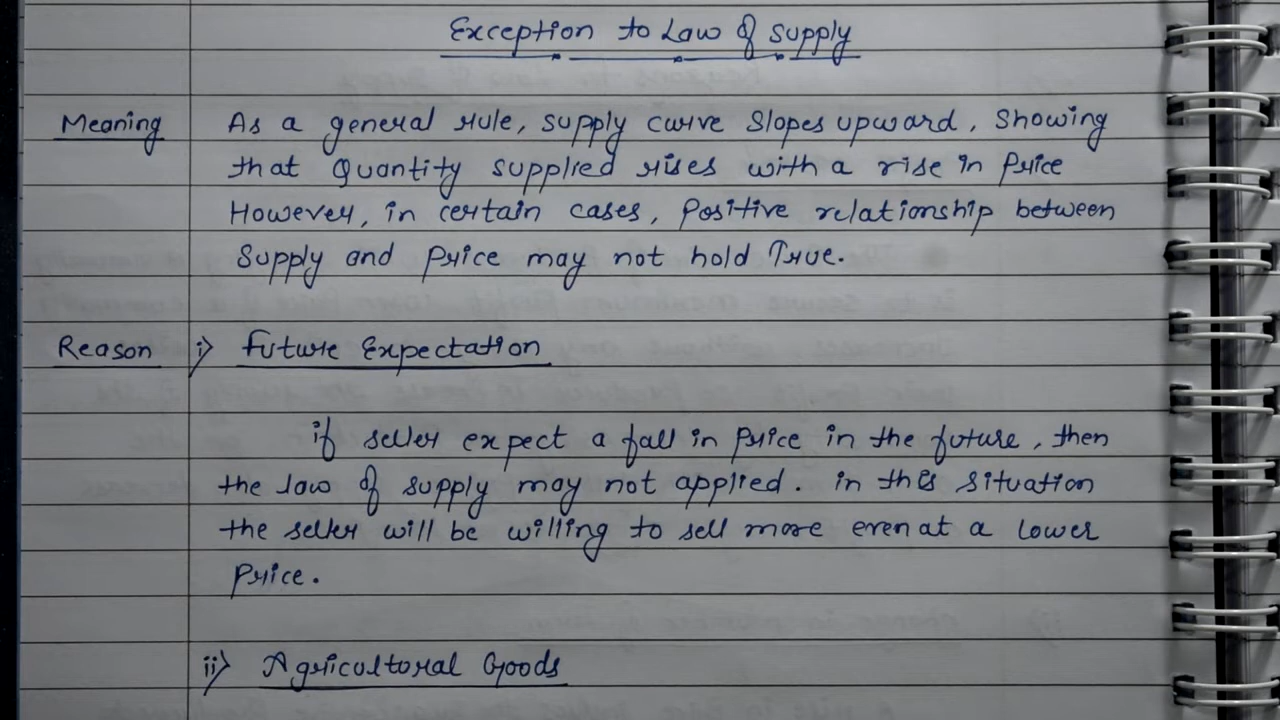 Exception to Law of Supply
Meaning As a general rule, supply curve slopes upward, showing
that Quantity supplied rises with a rise in Price
However, in certain cases, Positive relationship between
Supply and Price may not hold True.
Reason i) Future Expectation
if seller expect a fall in Price in the future, then
the law of supply may not applied. in this situation
the seller will be willing to sell more even at a lower
Price.
ii) Agricultoral Goods